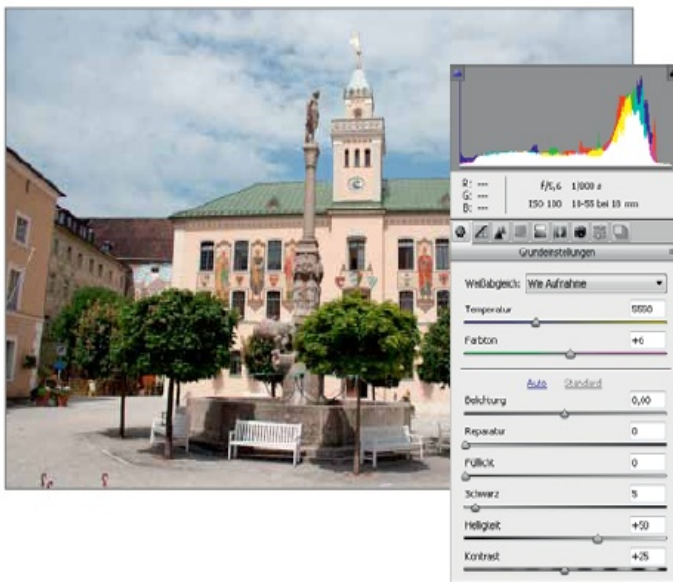 R: ---
G: ---
B: ---
f/5,6 1/800 s
ISO 100 18-55 bei 18 mm
Grundeinstellungen
Weißabgleich: Wie Aufnahme
Temperatur 5550
Farbton +6
Auto Standard
Belichtung 0,00
Reparatur 0
Fülllicht 0
Schwarz 5
Helligkeit +50
Kontrast +25